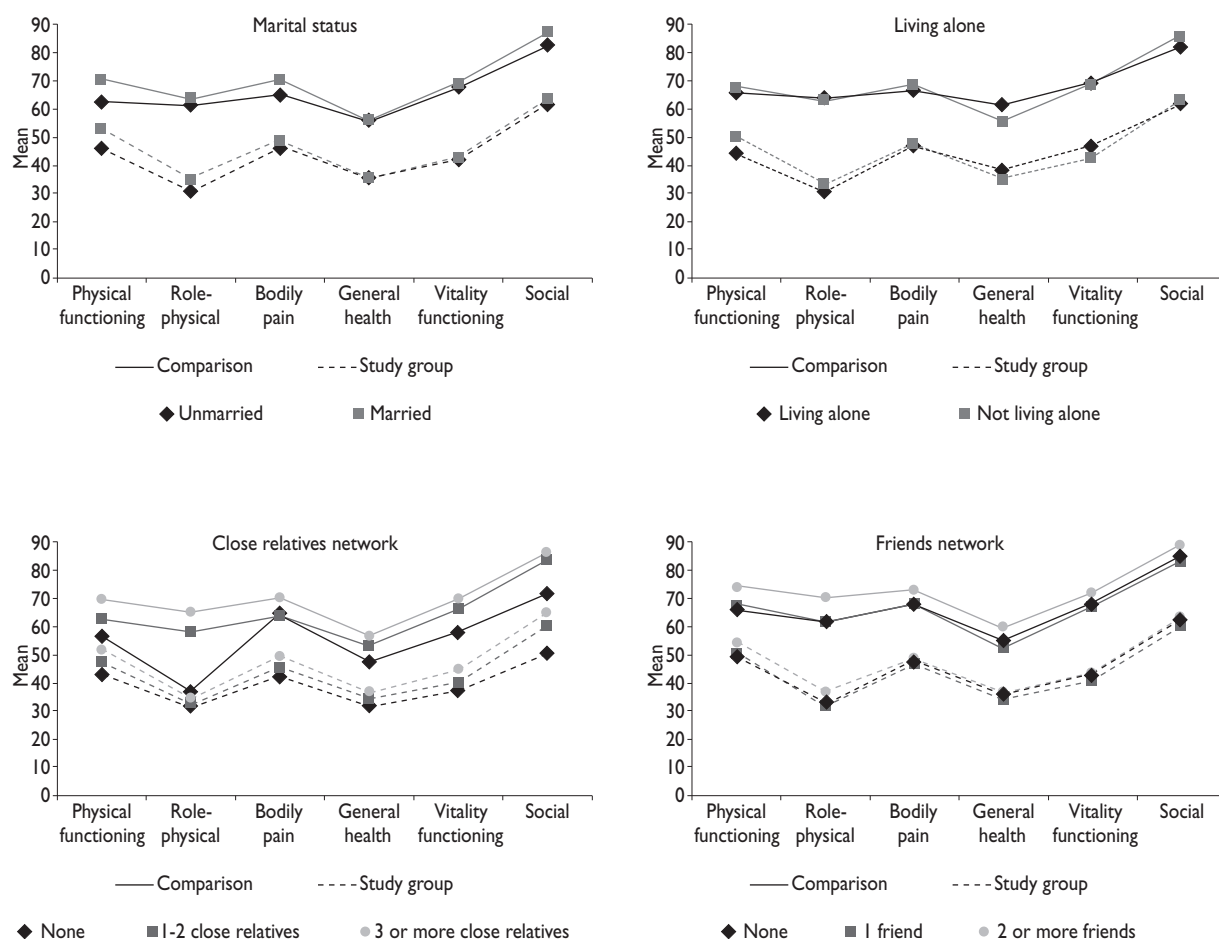 Marital status
90
80
70
60
50
40
30
20
10
0
Mean
Physical functioning
Role-physical
Bodily pain
General health
Vitality functioning
Social
Comparison Study group
Unmarried Married
Living alone
90
80
70
60
50
40
30
20
10
0
Mean
Physical functioning
Role-physical
Bodily pain
General health
Vitality functioning
Social
Comparison Study group
Living alone Not living alone
Close relatives network
90
80
70
60
50
40
30
20
10
0
Mean
Physical functioning
Role-physical
Bodily pain
General health
Vitality functioning
Social
Comparison Study group
None 1-2 close relatives 3 or more close relatives
Friends network
90
80
70
60
50
40
30
20
10
0
Mean
Physical functioning
Role-physical
Bodily pain
General health
Vitality functioning
Social
Comparison Study group
None 1 friend 2 or more friends